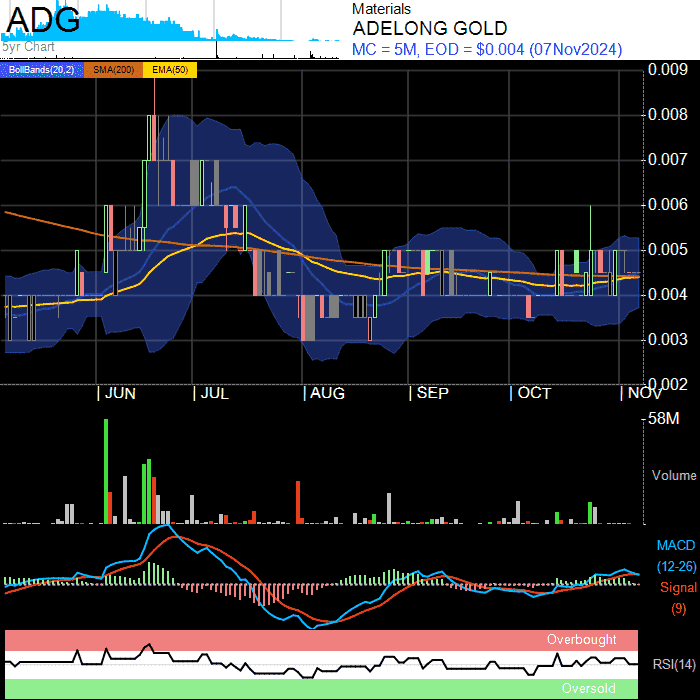 ADG
5yr Chart
Materials
ADELONG GOLD
MC = 5M, EOD = $0.004 (07Nov2024)
BollBands(20,2) SMA(200) EMA(50)
0.009
0.008
0.007
0.006
0.005
0.004
0.003
0.002
JUN JUL AUG SEP OCT NOV
58M
Volume
MACD
(12-26)
Signal
(9)
Overbought
RSI(14)
Oversold